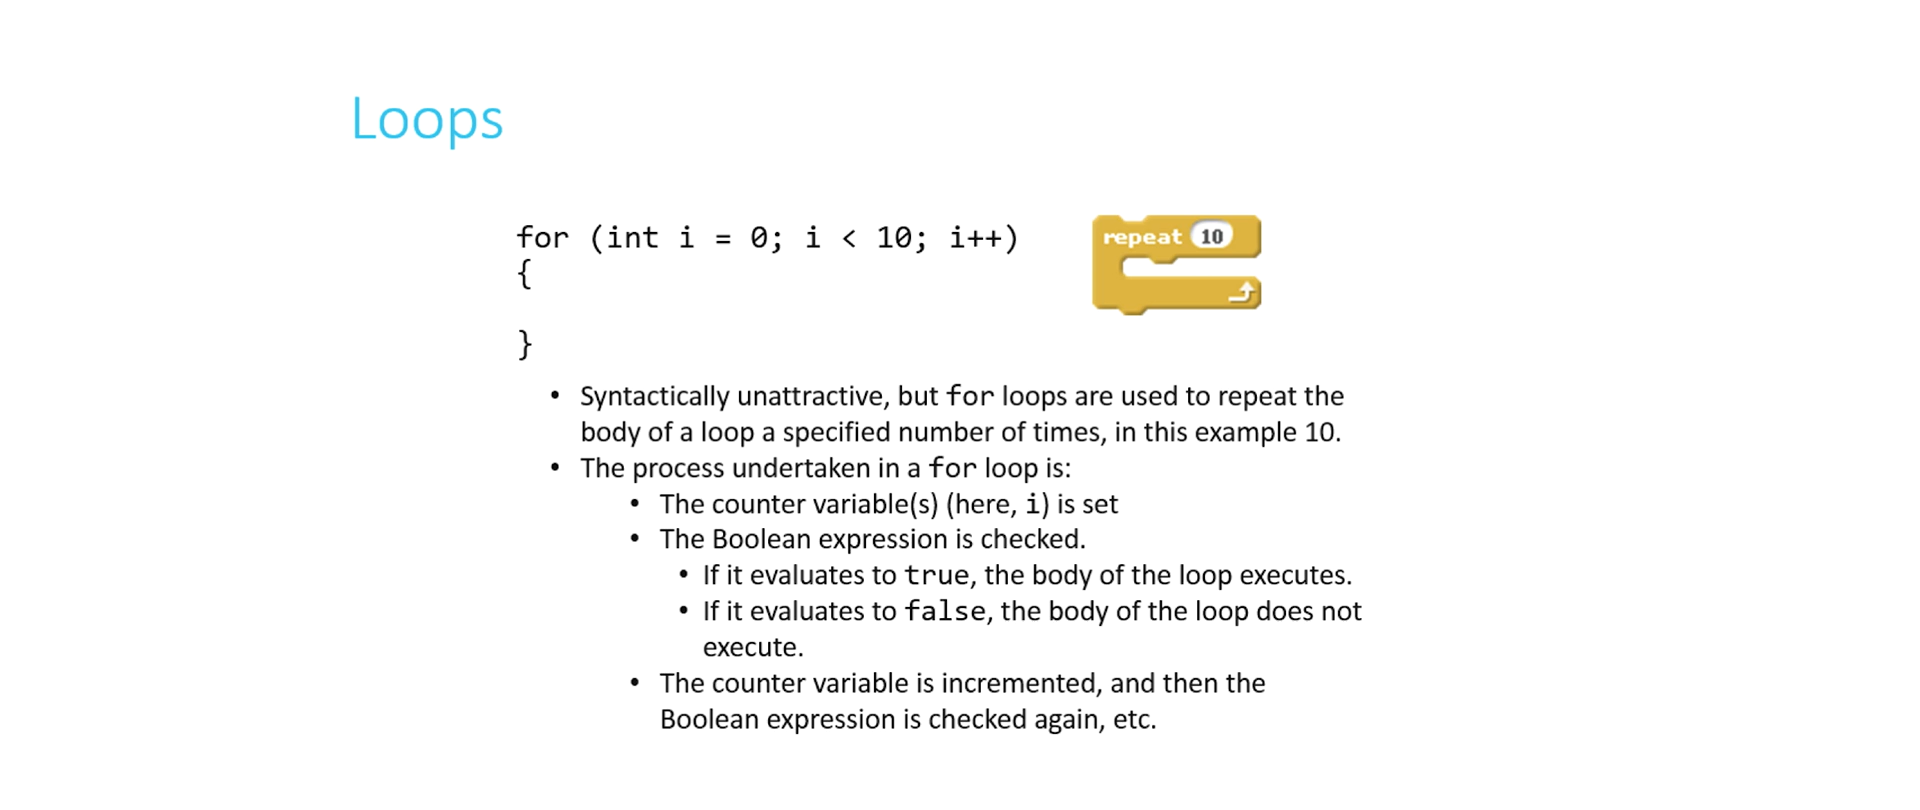 Loops
for (int i = 0; i < 10; i++)
{
repeat 10
}
• Syntactically unattractive, but for loops are used to repeat the
body of a loop a specified number of times, in this example 10.
• The process undertaken in a for loop is:
• The counter variable(s) (here, i) is set
• The Boolean expression is checked.
• If it evaluates to true, the body of the loop executes.
• If it evaluates to false, the body of the loop does not
execute.
• The counter variable is incremented, and then the
Boolean expression is checked again, etc.